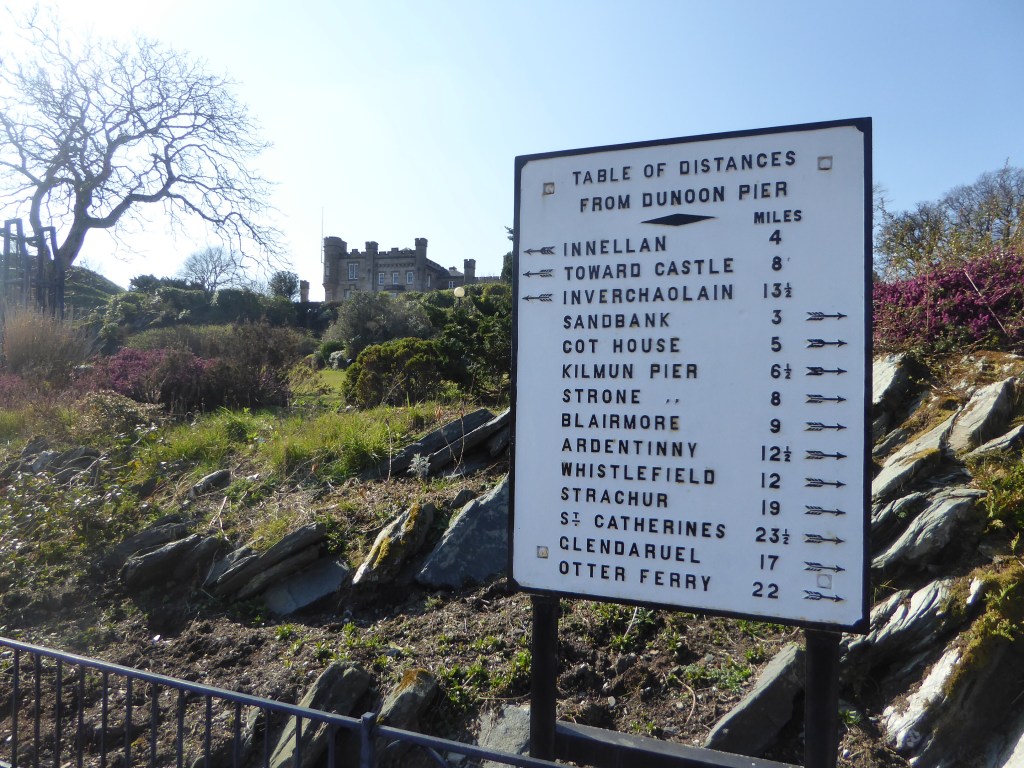 TABLE OF DISTANCES
FROM DUNOON PIER
MILES
INNELLAN 4
TOWARD CASTLE 8
INVERCHAOLAIN 13½
SANDBANK 3
COT HOUSE 5
KILMUN PIER 6½
STRONE ,, 8
BLAIRMORE 9
ARDENTINNY 12½
WHISTLEFIELD 12
STRACHUR 19
ST CATHERINES 23½
GLENDARUEL 17
OTTER FERRY 22